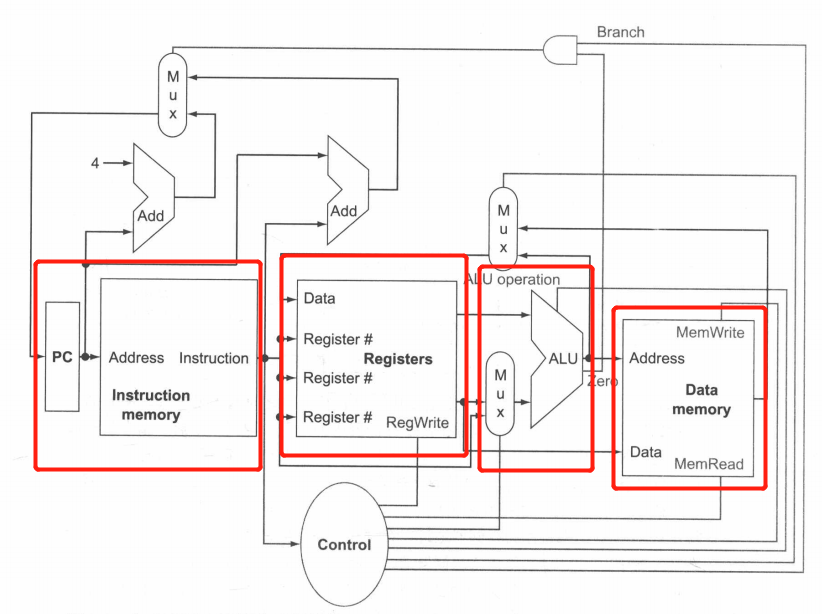 Branch
M
u
x
4
Add
Add
M
u
x
ALU operation
Data
Register #
Registers
Register #
Register #
RegWrite
PC
Address
Instruction
Instruction
memory
M
u
x
ALU
Zero
MemWrite
Address
Data
memory
Data
MemRead
Control